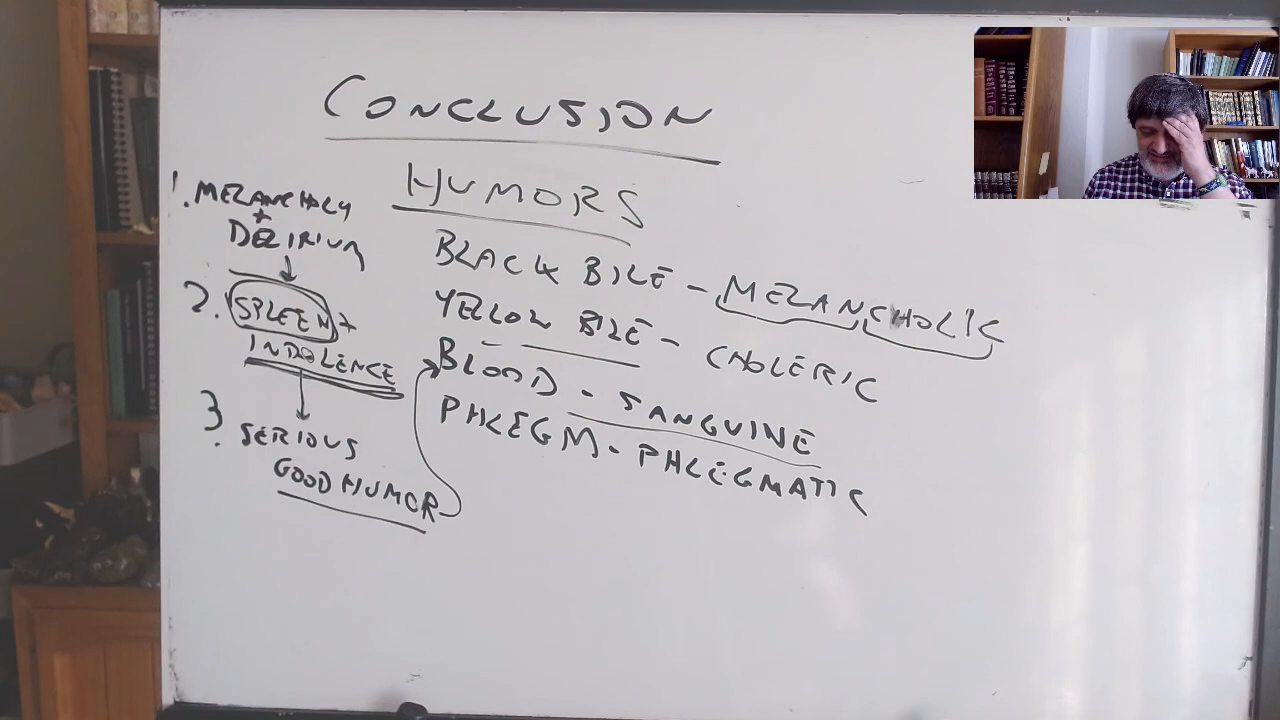 CONCLUSION
HUMORS
1. MELANCHOLY
+
DELIRIUM
2. SPLEEN +
INDOLENCE
3. SERIOUS
GOOD HUMOR
BLACK BILE - MELANCHOLIC
YELLOW BILE - CHOLERIC
BLOOD - SANGUINE
PHLEGM - PHLEGMATIC